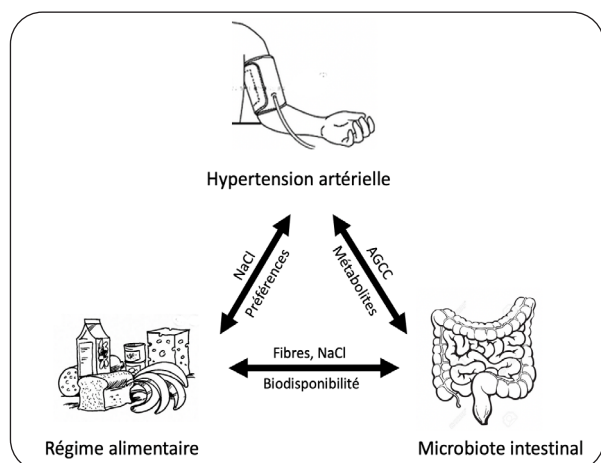 Hypertension artérielle
NaCl
Préférences
AGCC
Métabolites
Fibres, NaCl
Biodisponibilité
Régime alimentaire
Microbiote intestinal